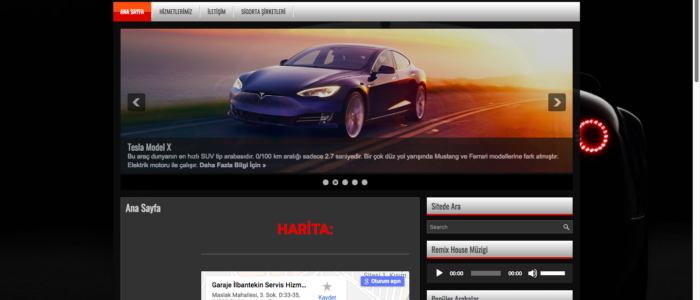 ANA SAYFA HİZMETLERİMİZ İLETİŞİM SİGORTA ŞİRKETLERİ
Tesla Model X
Bu araç dunyanın en hızlı SUV tip arabasıdır. 0/100 km aralığı sadece 2.7 saniyedir. Bir çok düz yol yarışında Mustang ve Ferrari modellerine fark atmıştır.
Elektrik motoru ile çalışır. Daha Fazla Bilgi İçin »
Ana Sayfa
HARİTA:
Garaje İlbantekin Servis Hizm...
Maslak Mahallesi, 3. Sok. D:33-35,
Kaydet
Oturum açın
Sitede Ara
Search
Remix House Müzigi
00:00 00:00
Popüler Arabalar